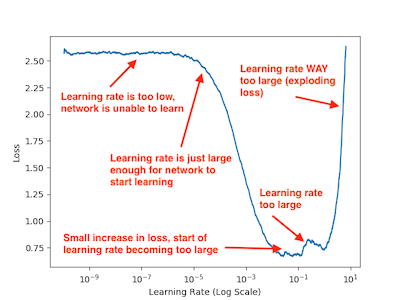 Learning rate WAY
too large (exploding
loss)
Learning rate is too low,
network is unable to learn
Learning rate is just large
enough for network to
start learning
Learning rate
too large
Small increase in loss, start of
learning rate becoming too large
Loss
2.50
2.25
2.00
1.75
1.50
1.25
1.00
0.75
10⁻⁹ 10⁻⁷ 10⁻⁵ 10⁻³ 10⁻¹ 10¹
Learning Rate (Log Scale)